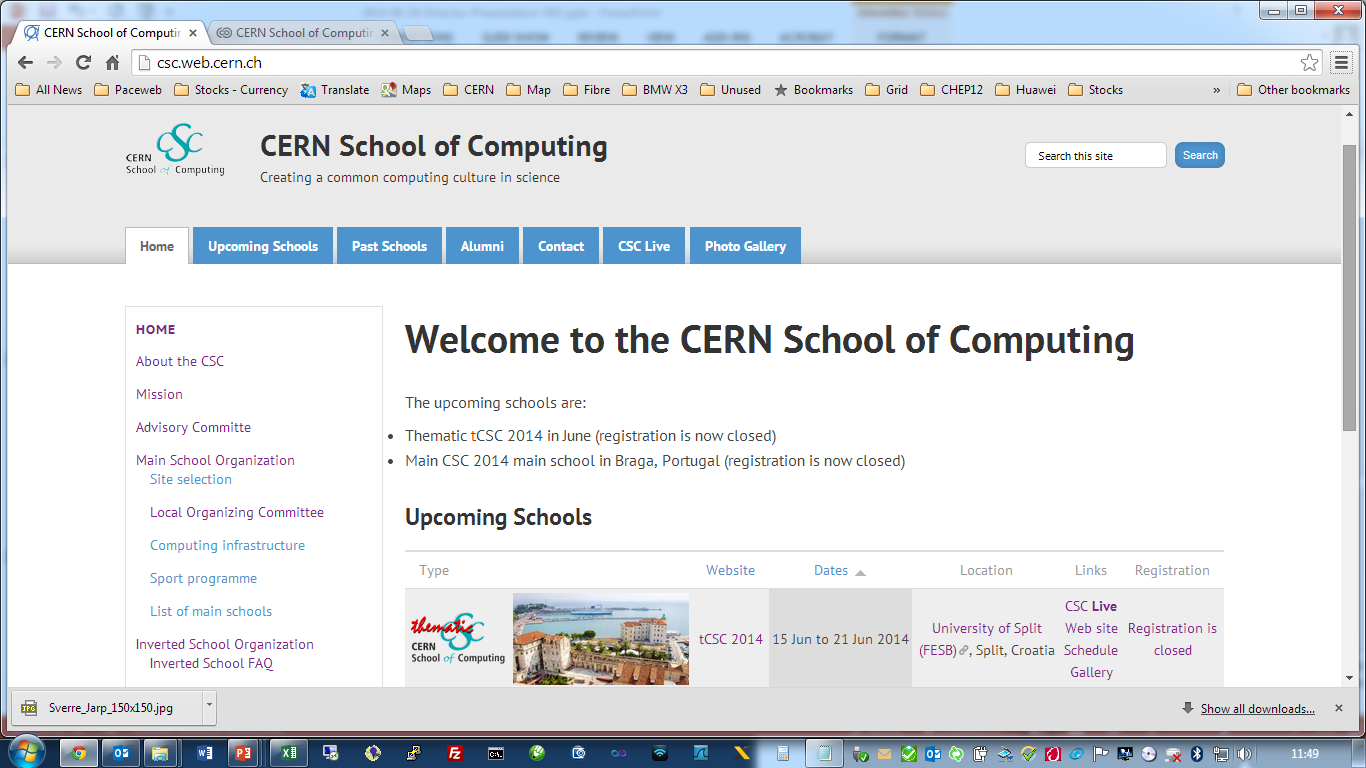 CERN School of Computin
CERN School of Computin
csc.web.cern.ch
All News Paceweb Stocks - Currency Translate Maps CERN Map Fibre BMW X3 Unused Bookmarks Grid CHEP12 Huawei Stocks » Other bookmarks
CSC
CERN
School of Computing
CERN School of Computing
Creating a common computing culture in science
Search this site
Search
Home Upcoming Schools Past Schools Alumni Contact CSC Live Photo Gallery
HOME
About the CSC
Mission
Advisory Committe
Main School Organization
Site selection
Local Organizing Committee
Computing infrastructure
Sport programme
List of main schools
Inverted School Organization
Inverted School FAQ
Welcome to the CERN School of Computing
The upcoming schools are:
Thematic tCSC 2014 in June (registration is now closed)
Main CSC 2014 main school in Braga, Portugal (registration is now closed)
Upcoming Schools
Type Website Dates Location Links Registration
thematic
CSC
CERN
School of Computing
tCSC 2014
15 Jun to 21 Jun 2014
University of Split
(FESB), Split, Croatia
CSC Live
Web site
Schedule
Gallery
Registration is
closed
Sverre_Jarp_150x150.jpg
Show all downloads...
11:49